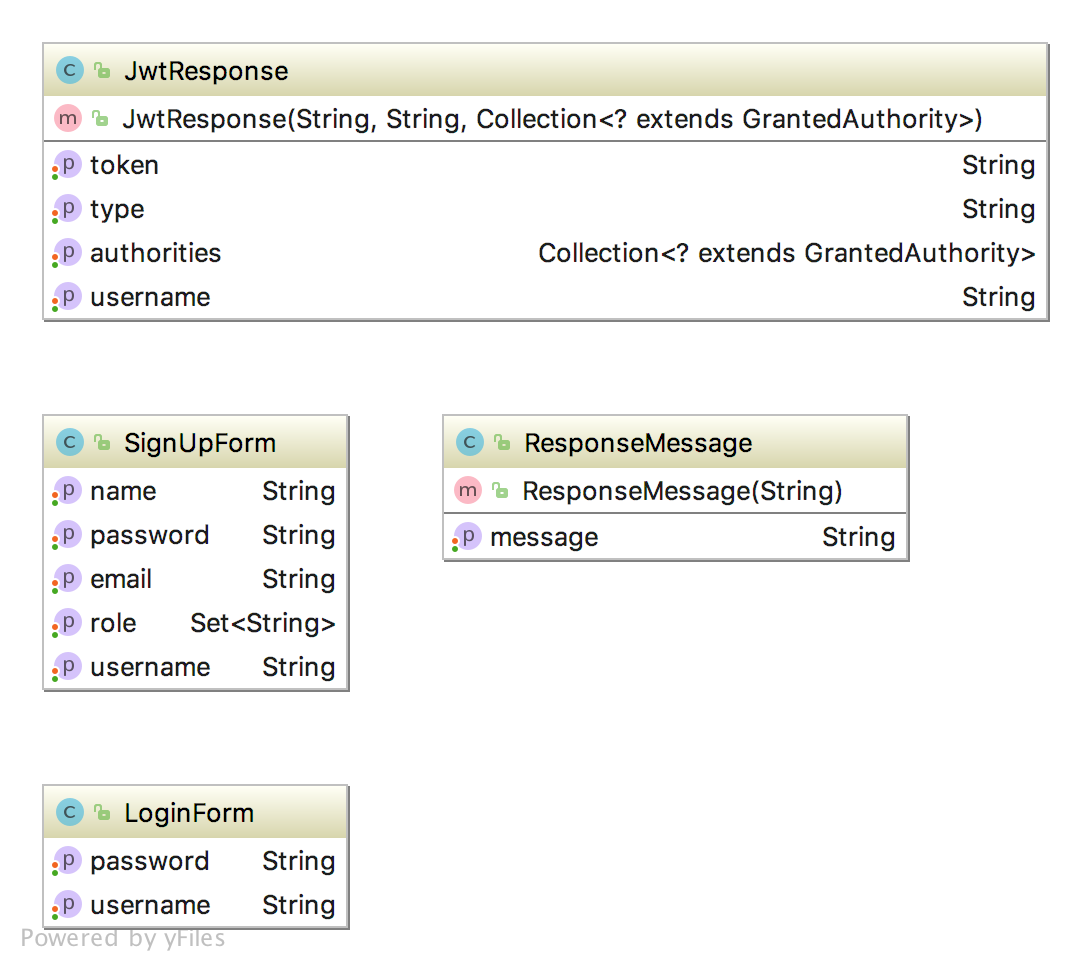 C JwtResponse
m JwtResponse(String, String, Collection<? extends GrantedAuthority>)
p token String
p type String
p authorities Collection<? extends GrantedAuthority>
p username String
C SignUpForm
p name String
p password String
p email String
p role Set<String>
p username String
C ResponseMessage
m ResponseMessage(String)
p message String
C LoginForm
p password String
p username String
Powered by yFiles